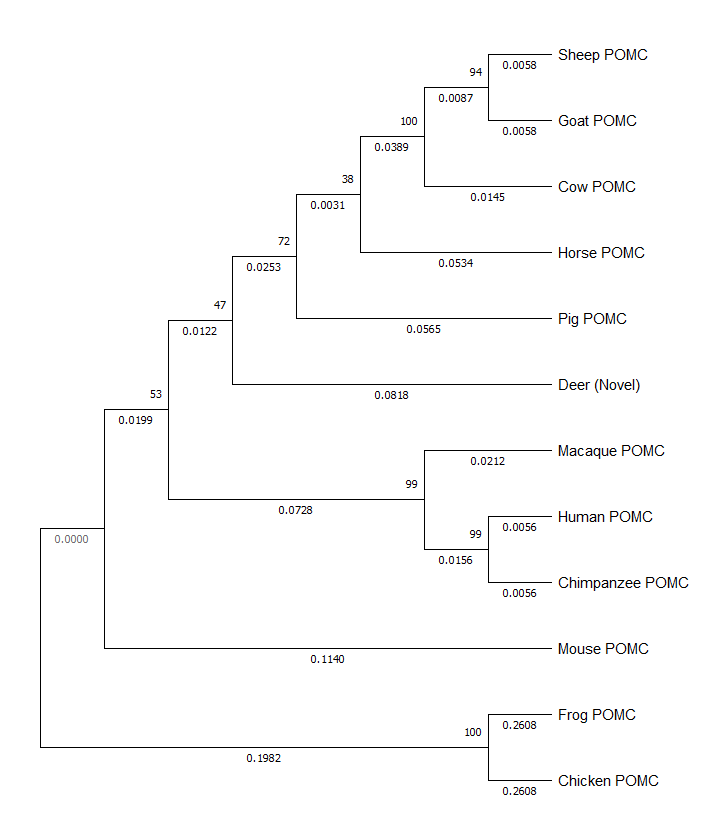 Sheep POMC
94
0.0058
0.0087
100
Goat POMC
0.0058
0.0389
38
Cow POMC
0.0145
0.0031
72
Horse POMC
0.0534
0.0253
47
Pig POMC
0.0565
0.0122
53
Deer (Novel)
0.0818
0.0199
Macaque POMC
0.0212
99
0.0728
Human POMC
0.0056
99
0.0156
0.0000
Chimpanzee POMC
0.0056
Mouse POMC
0.1140
Frog POMC
0.2608
100
0.1982
Chicken POMC
0.2608